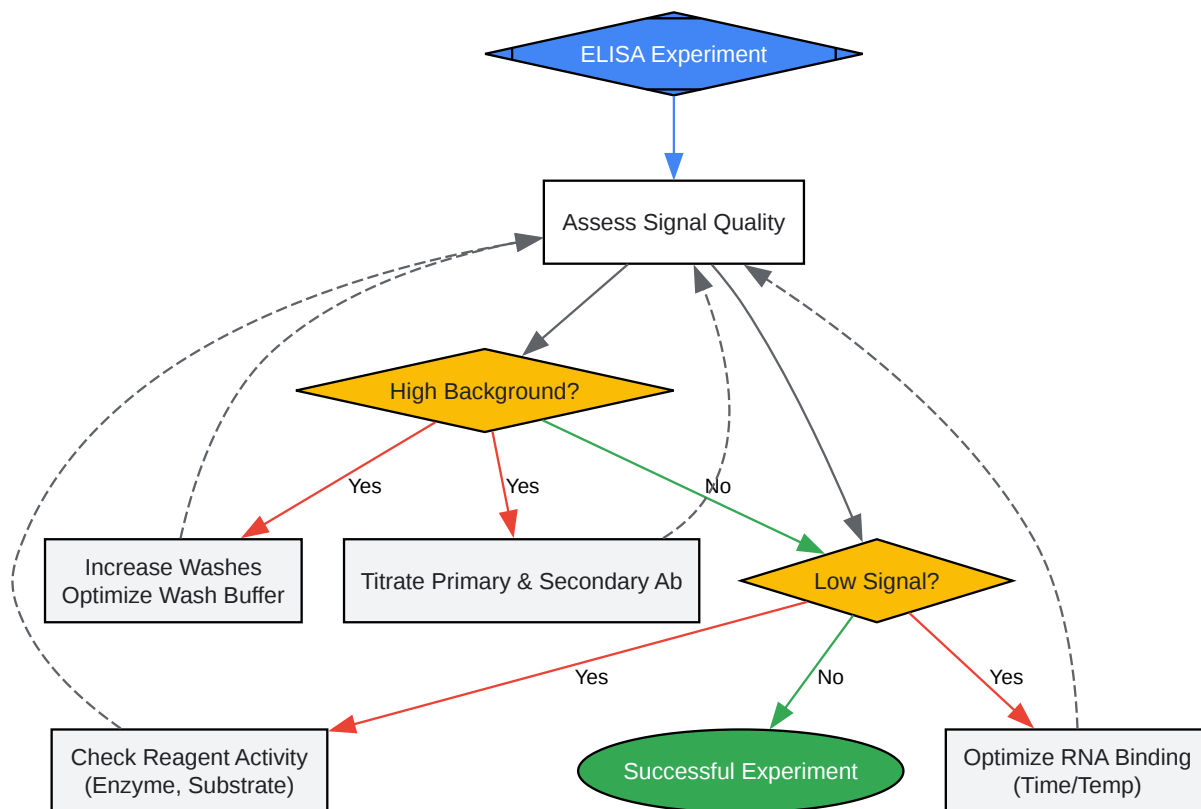 ELISA Experiment
Assess Signal Quality
High Background?
Yes
Yes
No
Increase Washes
Optimize Wash Buffer
Titrate Primary & Secondary Ab
Low Signal?
Yes
No
Yes
Check Reagent Activity
(Enzyme, Substrate)
Successful Experiment
Optimize RNA Binding
(Time/Temp)